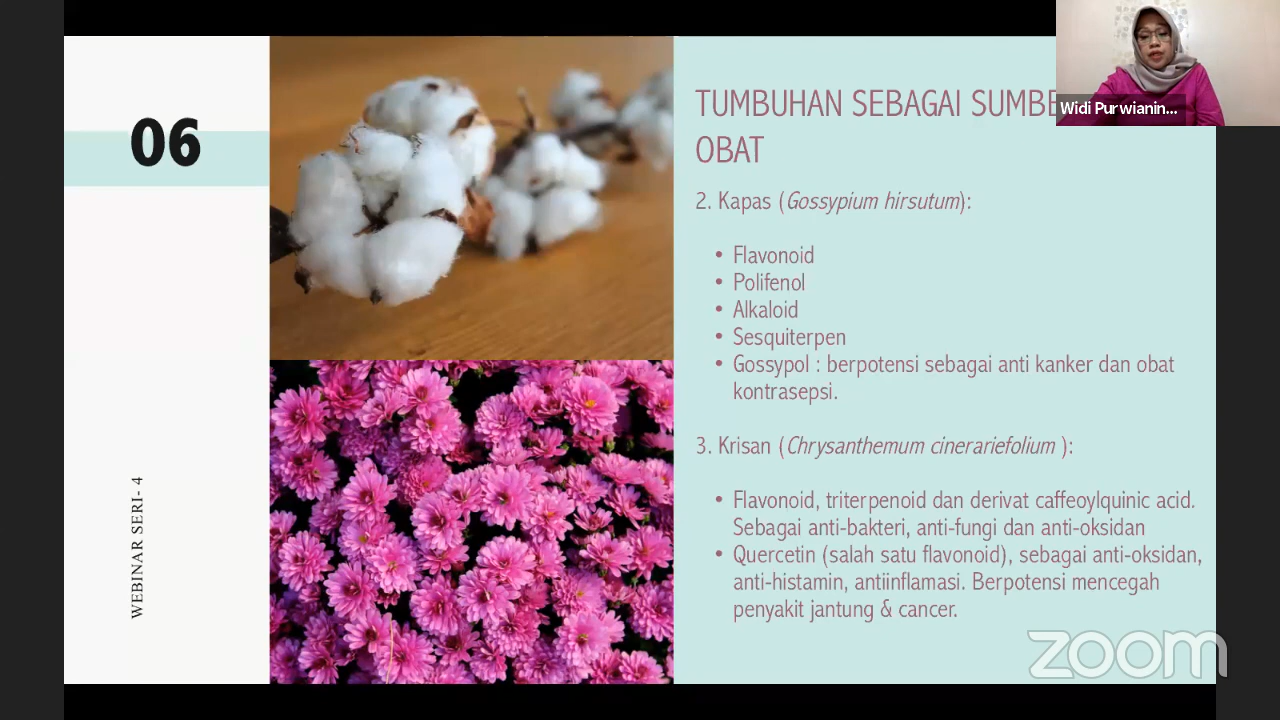 06
WEBINAR SERI- 4
TUMBUHAN SEBAGAI SUMBE
OBAT
2. Kapas (Gossypium hirsutum):
• Flavonoid
• Polifenol
• Alkaloid
• Sesquiterpen
• Gossypol : berpotensi sebagai anti kanker dan obat
kontrasepsi.
3. Krisan (Chrysanthemum cinerariefolium ):
• Flavonoid, triterpenoid dan derivat caffeoylquinic acid.
Sebagai anti-bakteri, anti-fungi dan anti-oksidan
• Quercetin (salah satu flavonoid), sebagai anti-oksidan,
anti-histamin, antiinflamasi. Berpotensi mencegah
penyakit jantung & cancer.
Widi Purwianin...
zoom